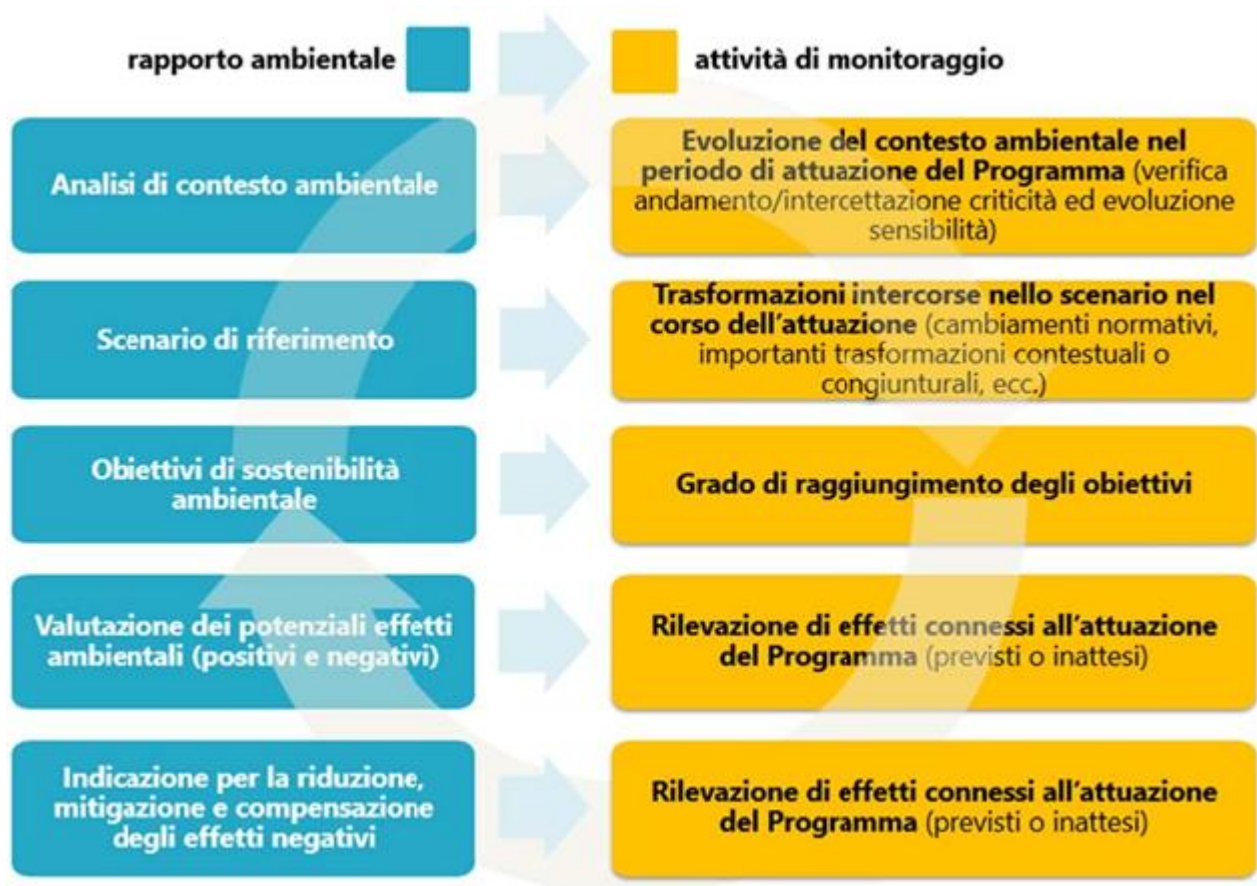 rapporto ambientale
attività di monitoraggio
Analisi di contesto ambientale
Evoluzione del contesto ambientale nel
periodo di attuazione del Programma (verifica
andamento/intercettazione criticità ed evoluzione
sensibilità)
Scenario di riferimento
Trasformazioni intercorse nello scenario nel
corso dell'attuazione (cambiamenti normativi,
importanti trasformazioni contestuali o
congiunturali, ecc.)
Obiettivi di sostenibilità
ambientale
Grado di raggiungimento degli obiettivi
Valutazione dei potenziali effetti
ambientali (positivi e negativi)
Rilevazione di effetti connessi all'attuazione
del Programma (previsti o inattesi)
Indicazione per la riduzione,
mitigazione e compensazione
degli effetti negativi
Rilevazione di effetti connessi all'attuazione
del Programma (previsti o inattesi)